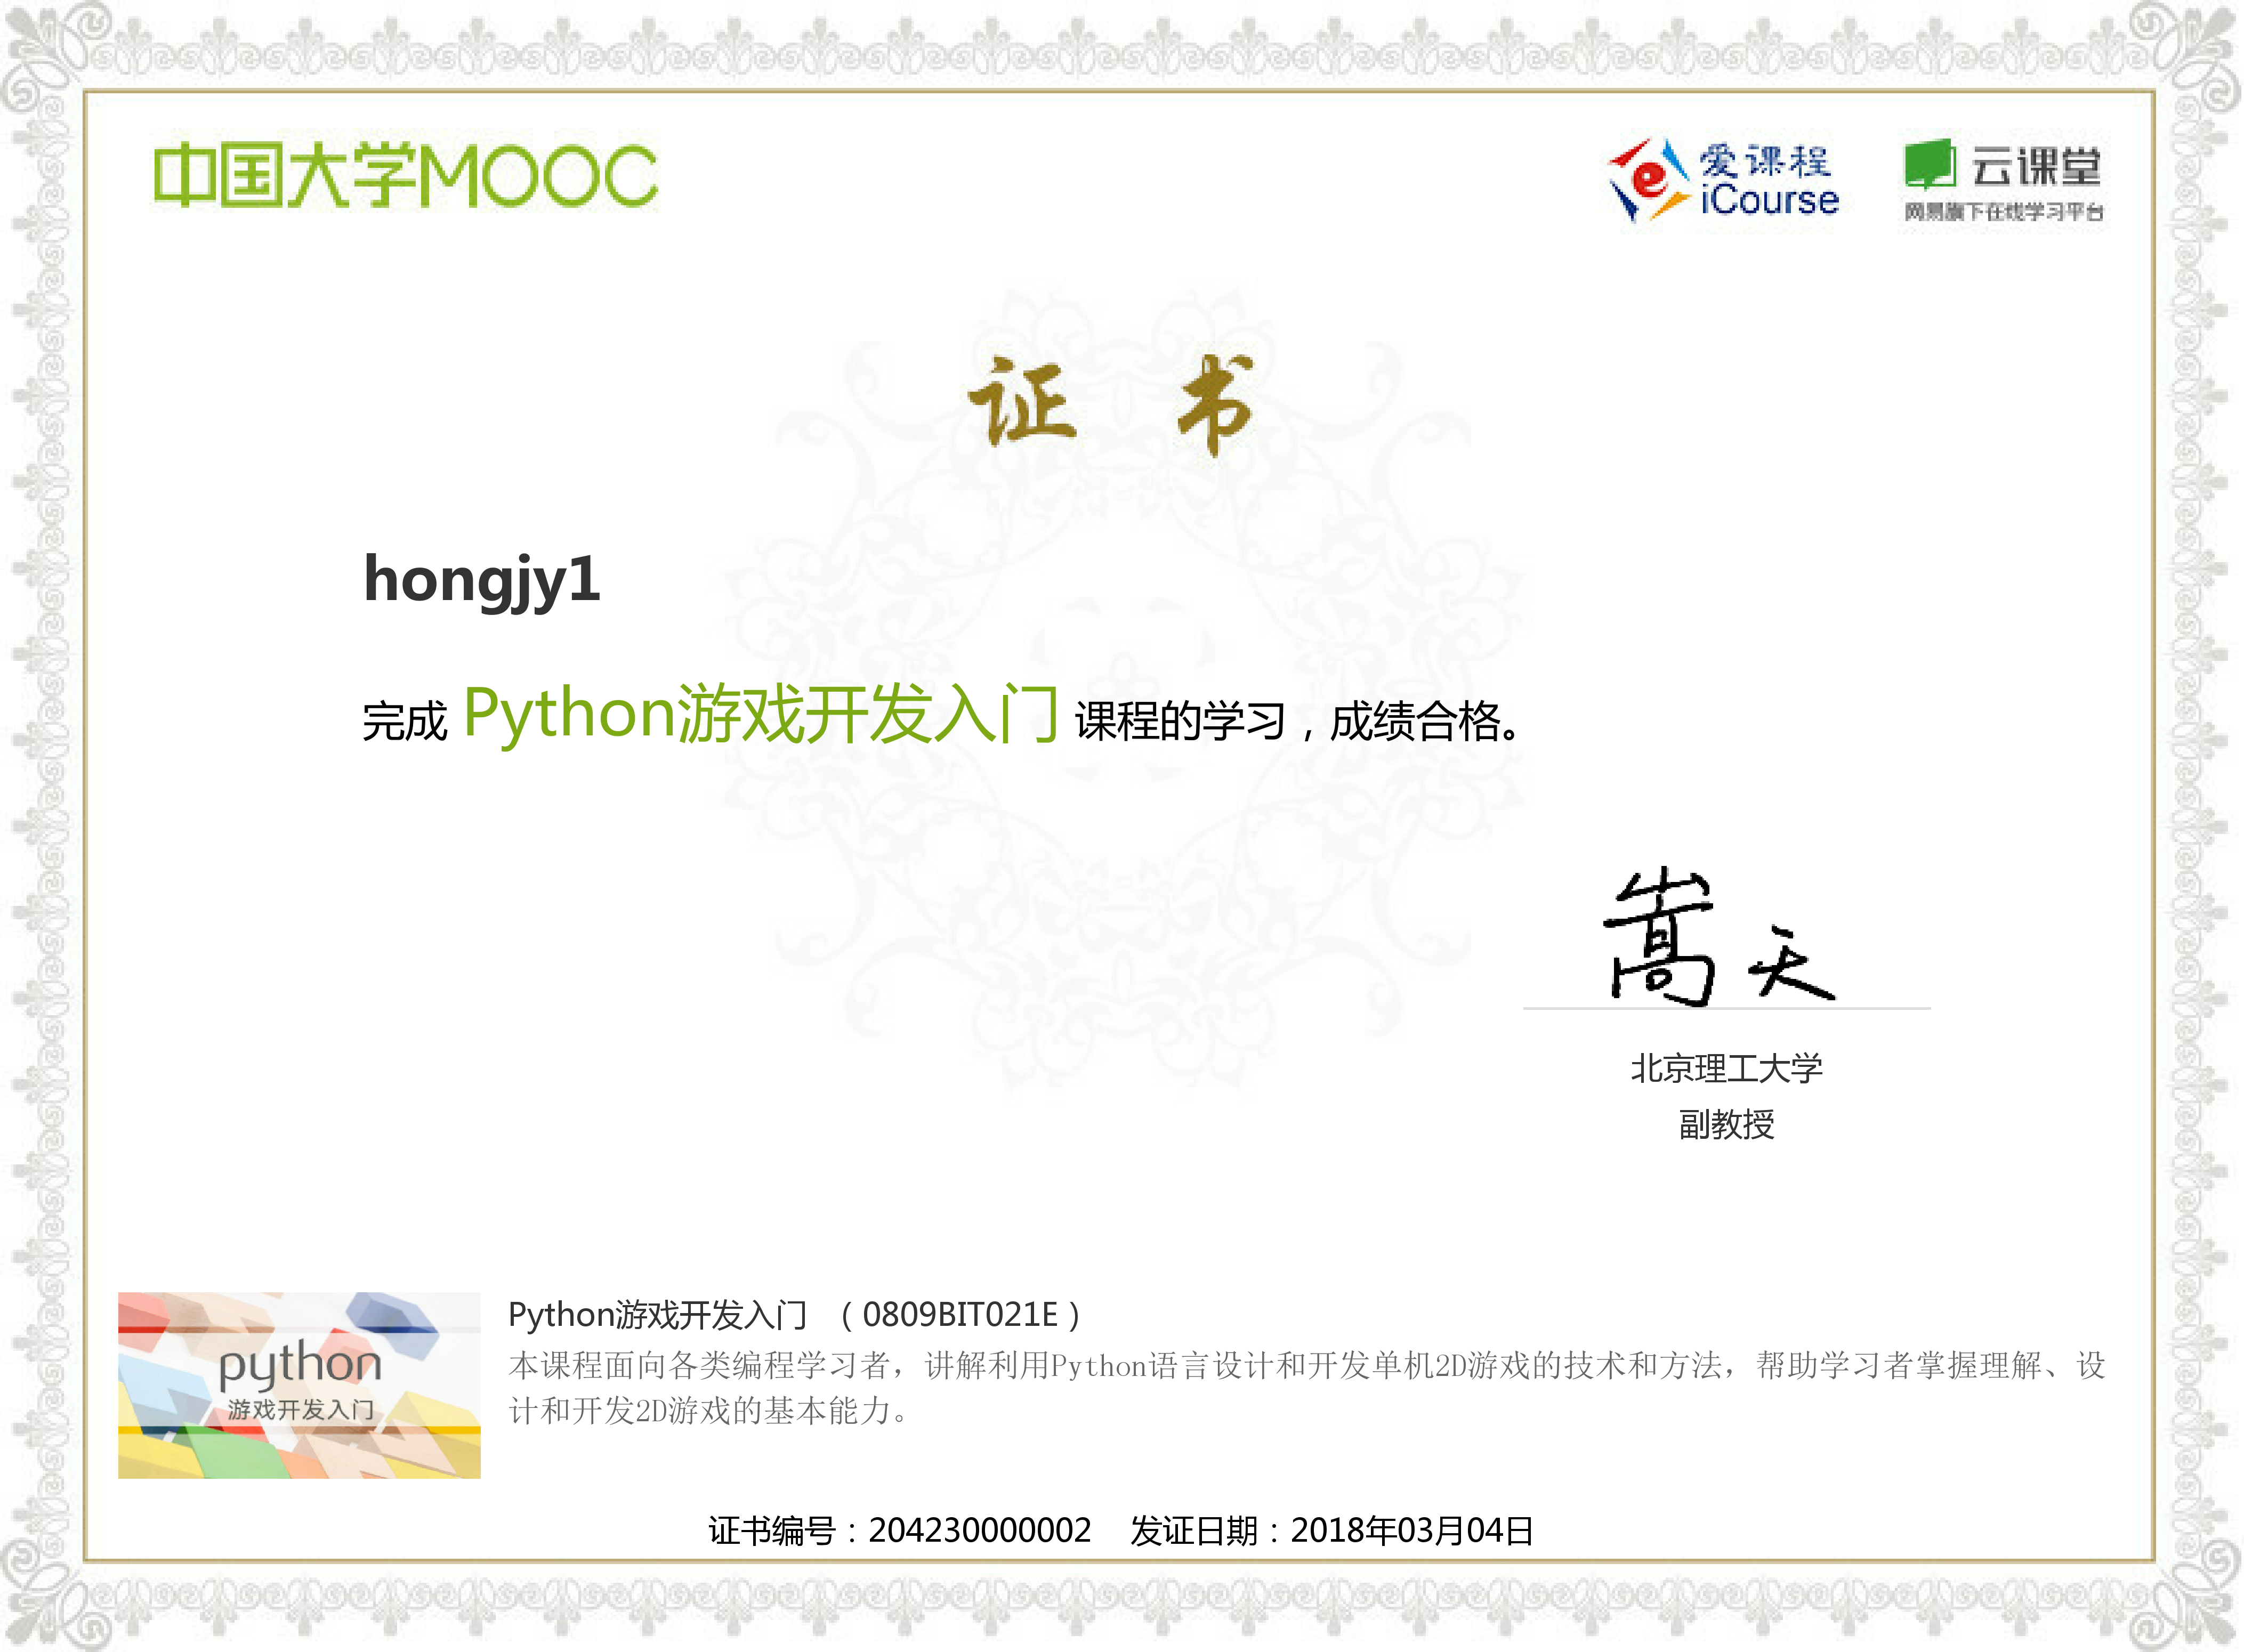 中国大学MOOC
爱课程
iCourse
云课堂
网易旗下在线学习平台
证 书
hongjy1
完成 Python游戏开发入门 课程的学习，成绩合格。
嵩天
北京理工大学
副教授
python
游戏开发入门
Python游戏开发入门 （0809BIT021E）
本课程面向各类编程学习者，讲解利用Python语言设计和开发单机2D游戏的技术和方法，帮助学习者掌握理解、设
计和开发2D游戏的基本能力。
证书编号：204230000002 发证日期：2018年03月04日